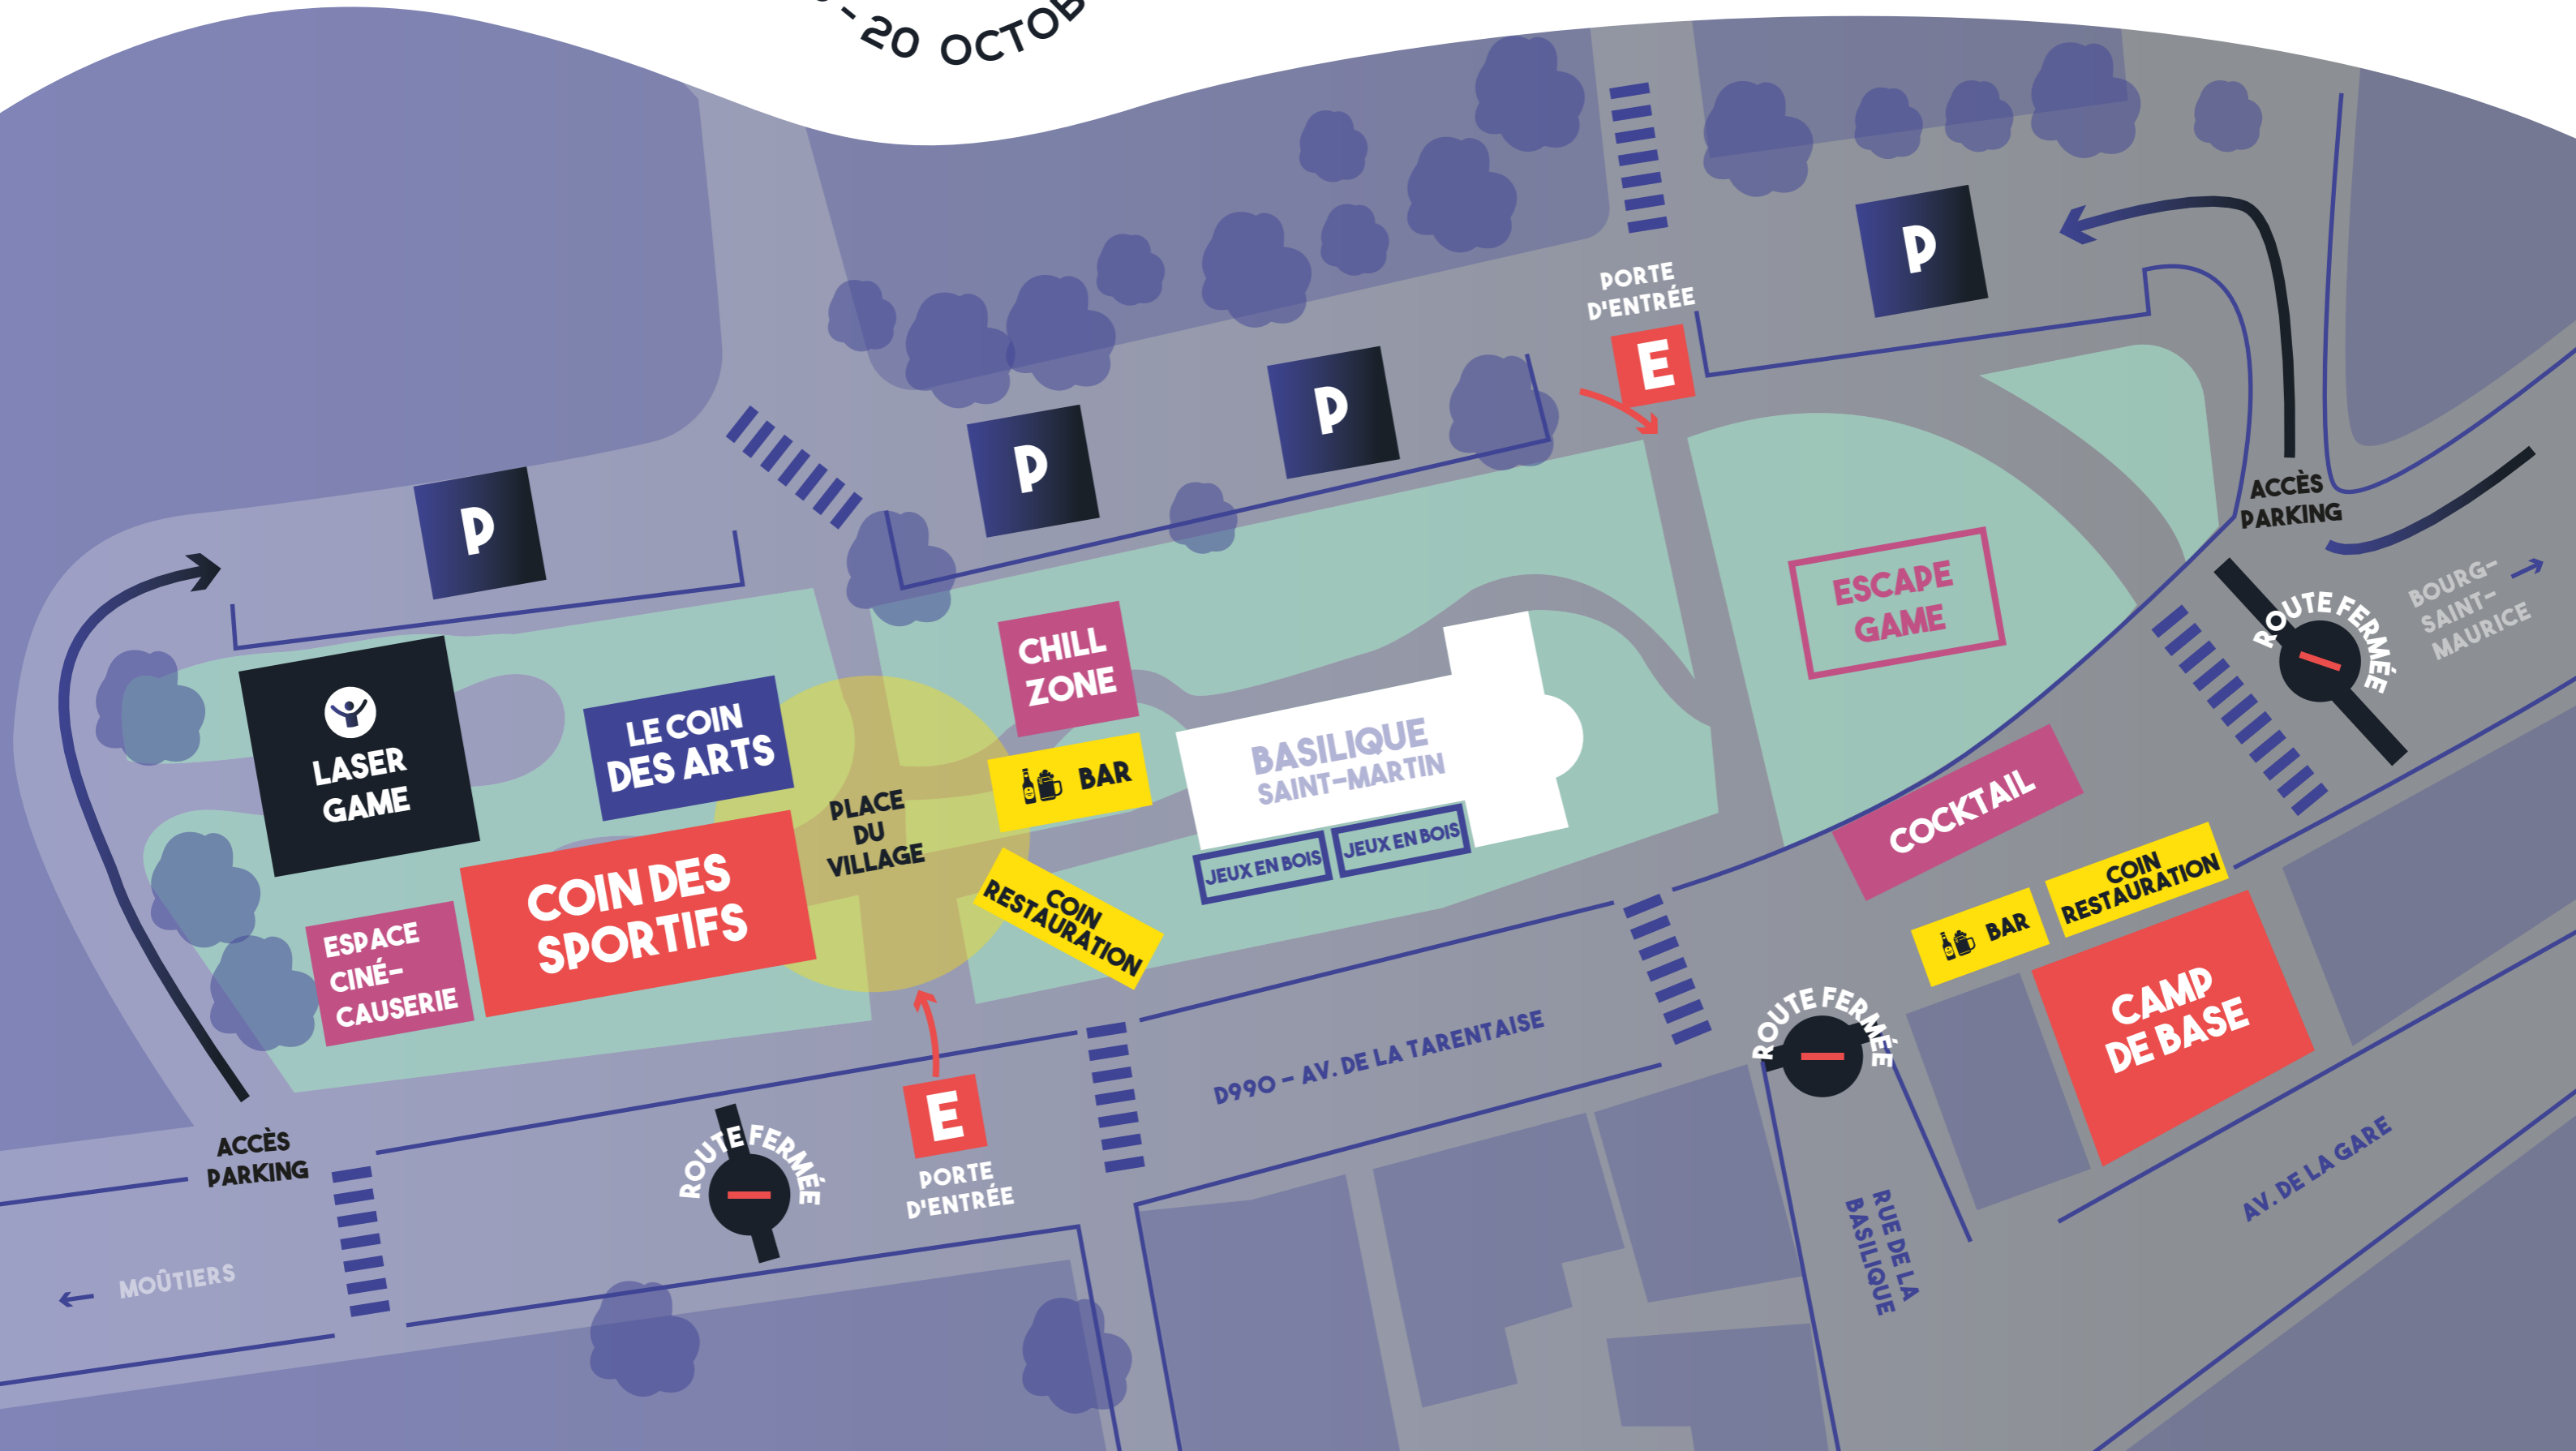 -20 OCTOB
PORTE
D'ENTRÉE
E
P
P
P
P
ACCÈS
PARKING
BOURG-
SAINT-
MAURICE
ROUTE FERMÉE
ESCAPE
GAME
CHILL
ZONE
LASER
GAME
LE COIN
DES ARTS
BASILIQUE
SAINT-MARTIN
BAR
PLACE
DU
VILLAGE
JEUX EN BOIS
JEUX EN BOIS
COCKTAIL
COIN DES
SPORTIFS
COIN
RESTAURATION
ESPACE
CINÉ-
CAUSERIE
BAR
COIN
RESTAURATION
CAMP
DE BASE
ROUTE FERMÉE
D990 - AV. DE LA TARENTAISE
E
PORTE
D'ENTRÉE
ROUTE FERMÉE
ACCÈS
PARKING
MOÛTIERS
RUE DE LA
BASILIQUE
AV. DE LA GARE